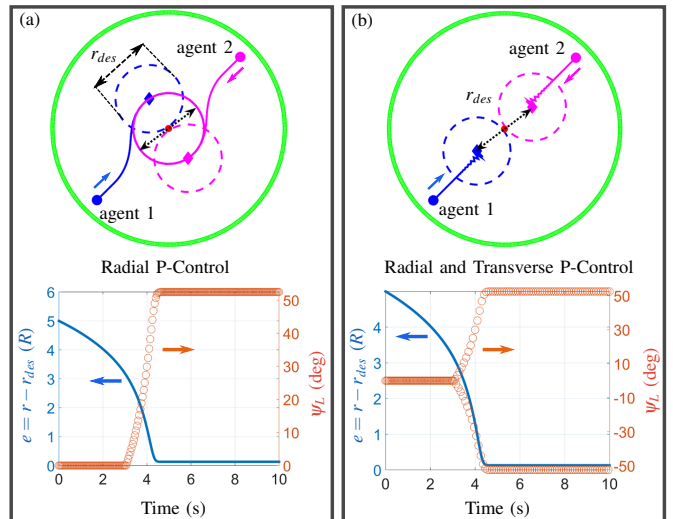 (a)
r_des
agent 2
agent 1
Radial P-Control
6
5
4
3
2
1
0
e = r − r_des (R)
50
40
30
20
10
0
ψ_L (deg)
0 2 4 6 8 10
Time (s)
(b)
agent 2
r_des
agent 1
Radial and Transverse P-Control
4
3
2
1
0
e = r − r_des (R)
50
30
10
-10
-30
-50
ψ_L (deg)
0 2 4 6 8 10
Time (s)